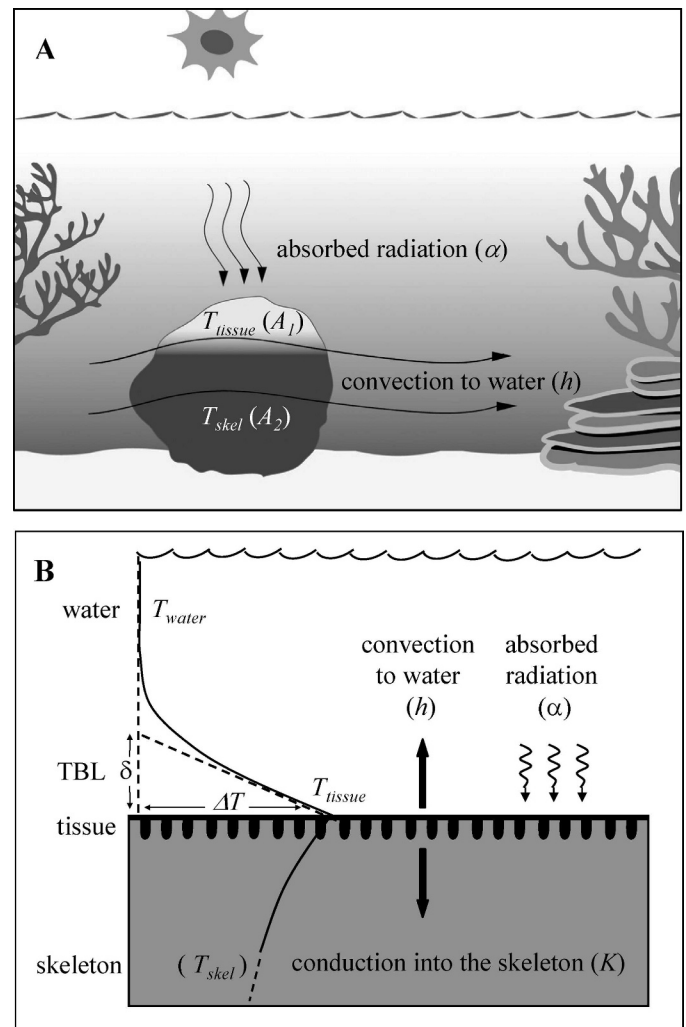 A
absorbed radiation (α)
T_tissue (A_1)
convection to water (h)
T_skel (A_2)
B
water
T_water
convection
to water
(h)
absorbed
radiation
(α)
TBL δ
ΔT
T_tissue
tissue
skeleton
(T_skel)
conduction into the skeleton (K)